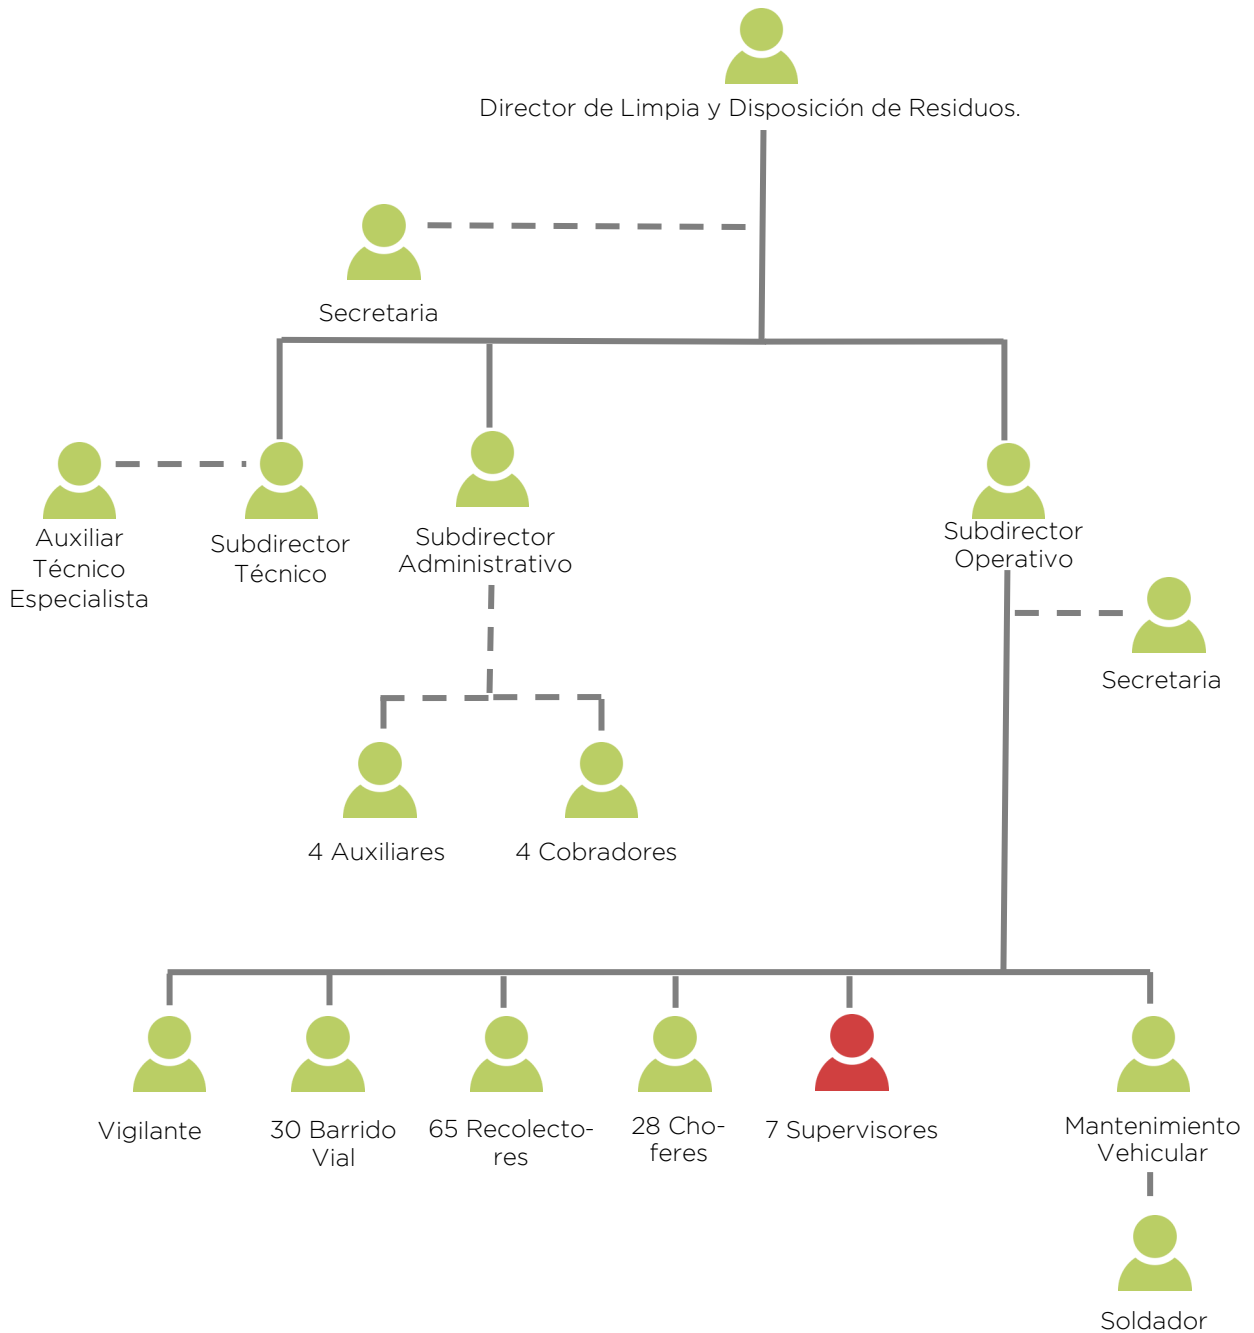 Director de Limpia y Disposición de Residuos.
Secretaria
Auxiliar
Técnico
Especialista
Subdirector
Técnico
Subdirector
Administrativo
Subdirector
Operativo
Secretaria
4 Auxiliares
4 Cobradores
Vigilante
30 Barrido
Vial
65 Recolecto-
res
28 Cho-
feres
7 Supervisores
Mantenimiento
Vehicular
Soldador